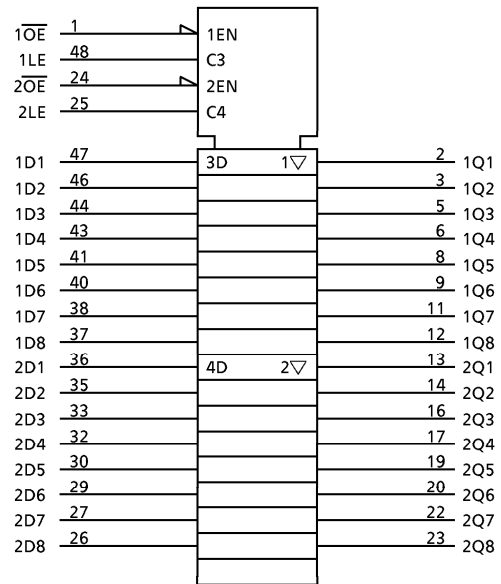 1O̅E̅ 1 1EN
1LE 48 C3
2O̅E̅ 24 2EN
2LE 25 C4
1D1 47 3D 1▽ 2 1Q1
1D2 46 3 1Q2
1D3 44 5 1Q3
1D4 43 6 1Q4
1D5 41 8 1Q5
1D6 40 9 1Q6
1D7 38 11 1Q7
1D8 37 12 1Q8
2D1 36 4D 2▽ 13 2Q1
2D2 35 14 2Q2
2D3 33 16 2Q3
2D4 32 17 2Q4
2D5 30 19 2Q5
2D6 29 20 2Q6
2D7 27 22 2Q7
2D8 26 23 2Q8